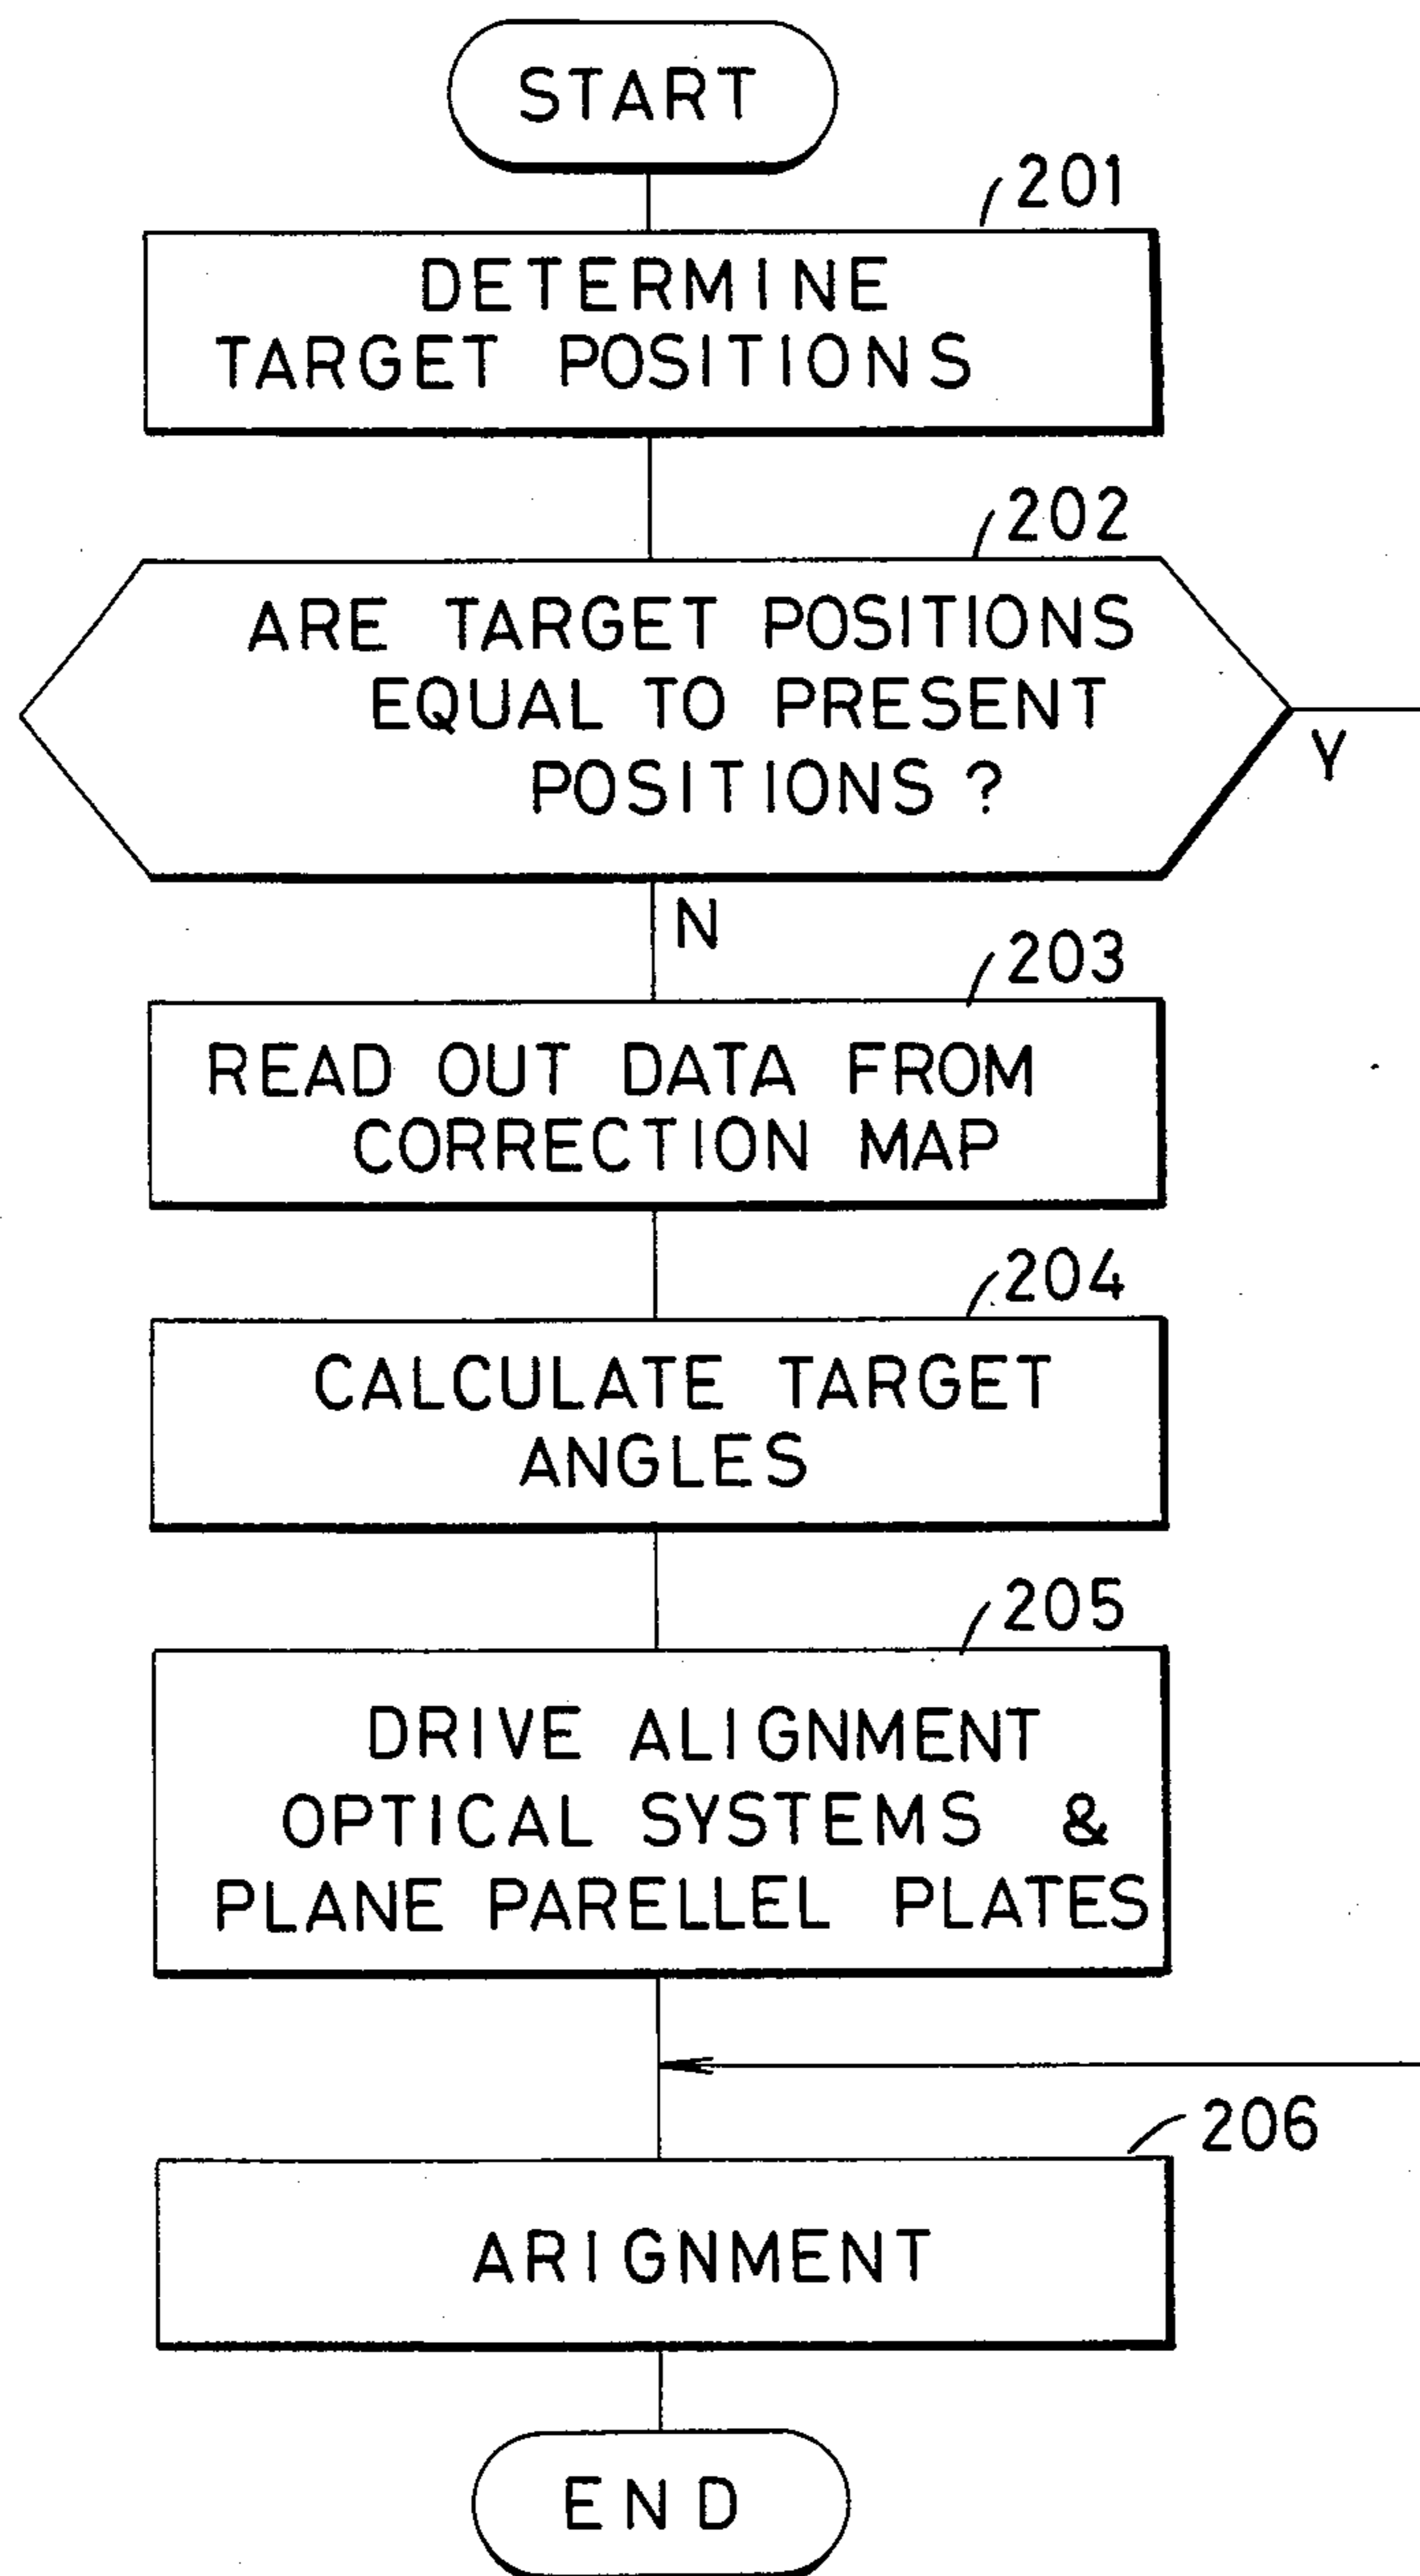 START
201
DETERMINE
TARGET POSITIONS
202
ARE TARGET POSITIONS
EQUAL TO PRESENT
POSITIONS ?
Y
N
203
READ OUT DATA FROM
CORRECTION MAP
204
CALCULATE TARGET
ANGLES
205
DRIVE ALIGNMENT
OPTICAL SYSTEMS &
PLANE PARELLEL PLATES
206
ARIGNMENT
END